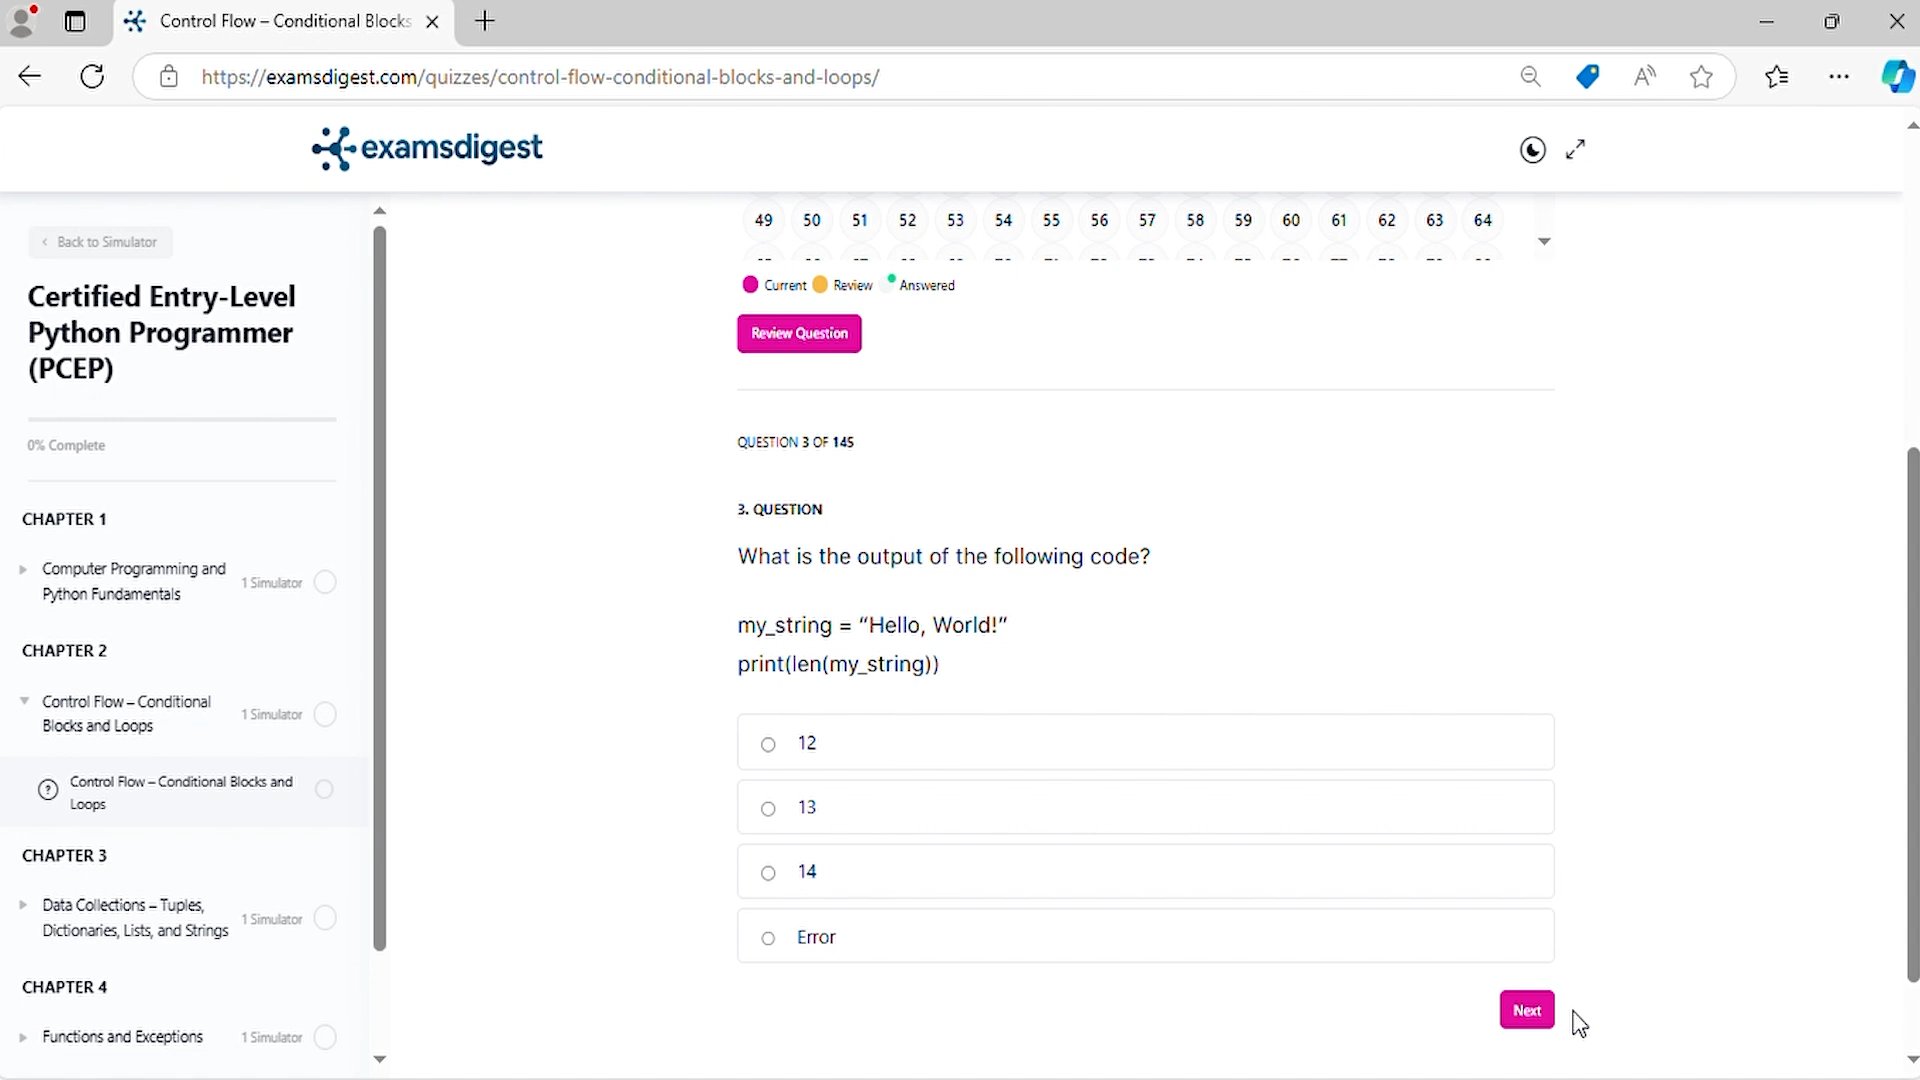 Control Flow – Conditional Blocks
https://examsdigest.com/quizzes/control-flow-conditional-blocks-and-loops/
examsdigest
Back to Simulator
Certified Entry-Level
Python Programmer
(PCEP)
0% Complete
CHAPTER 1
Computer Programming and
Python Fundamentals
1 Simulator
CHAPTER 2
Control Flow – Conditional
Blocks and Loops
1 Simulator
Control Flow – Conditional Blocks and
Loops
CHAPTER 3
Data Collections – Tuples,
Dictionaries, Lists, and Strings
1 Simulator
CHAPTER 4
Functions and Exceptions
1 Simulator
49 50 51 52 53 54 55 56 57 58 59 60 61 62 63 64
Current Review Answered
Review Question
QUESTION 3 OF 145
3. QUESTION
What is the output of the following code?
my_string = “Hello, World!”
print(len(my_string))
12
13
14
Error
Next